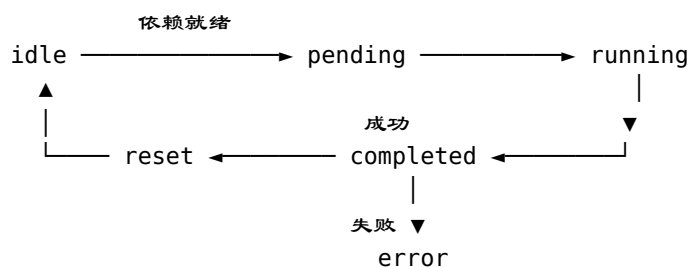 依赖就绪
idle pending running
成功
reset completed
失败
error